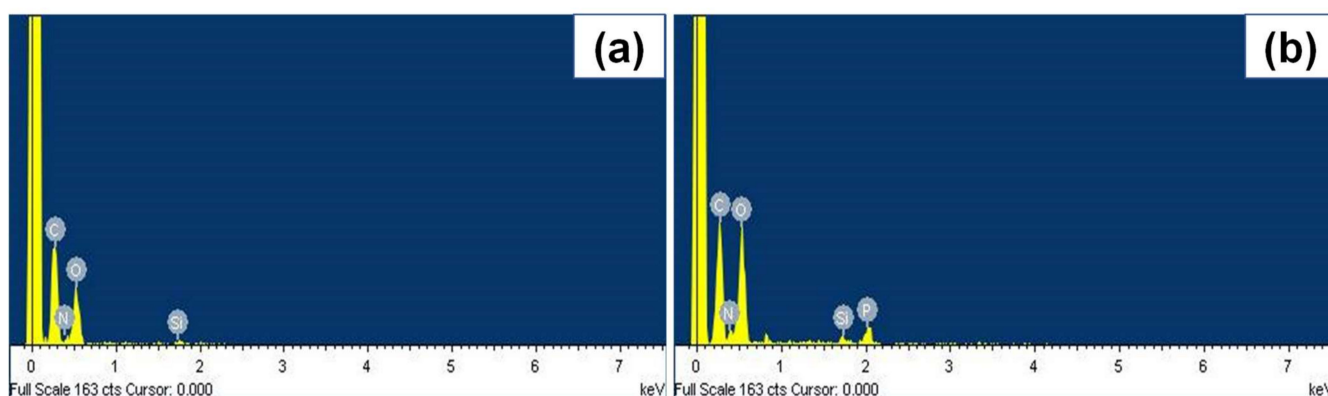 (a)
C
O
N
Si
0 1 2 3 4 5 6 7
Full Scale 163 cts Cursor: 0.000 keV
(b)
C
O
N
Si
P
0 1 2 3 4 5 6 7
Full Scale 163 cts Cursor: 0.000 keV